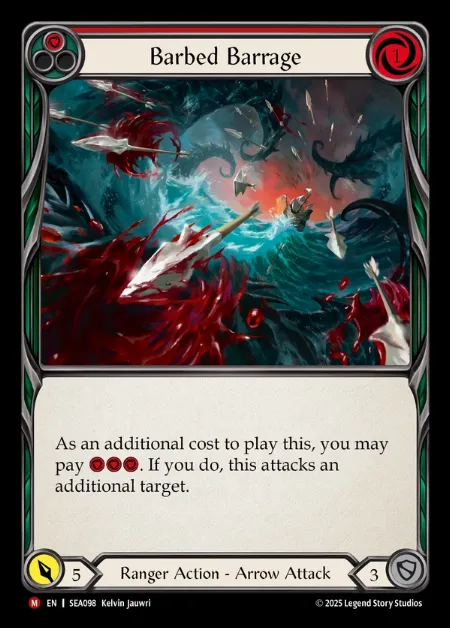 Barbed Barrage
1
As an additional cost to play this, you may
pay . If you do, this attacks an
additional target.
5
Ranger Action - Arrow Attack
3
M EN | SEA098 Kelvin Jauwri
© 2025 Legend Story Studios